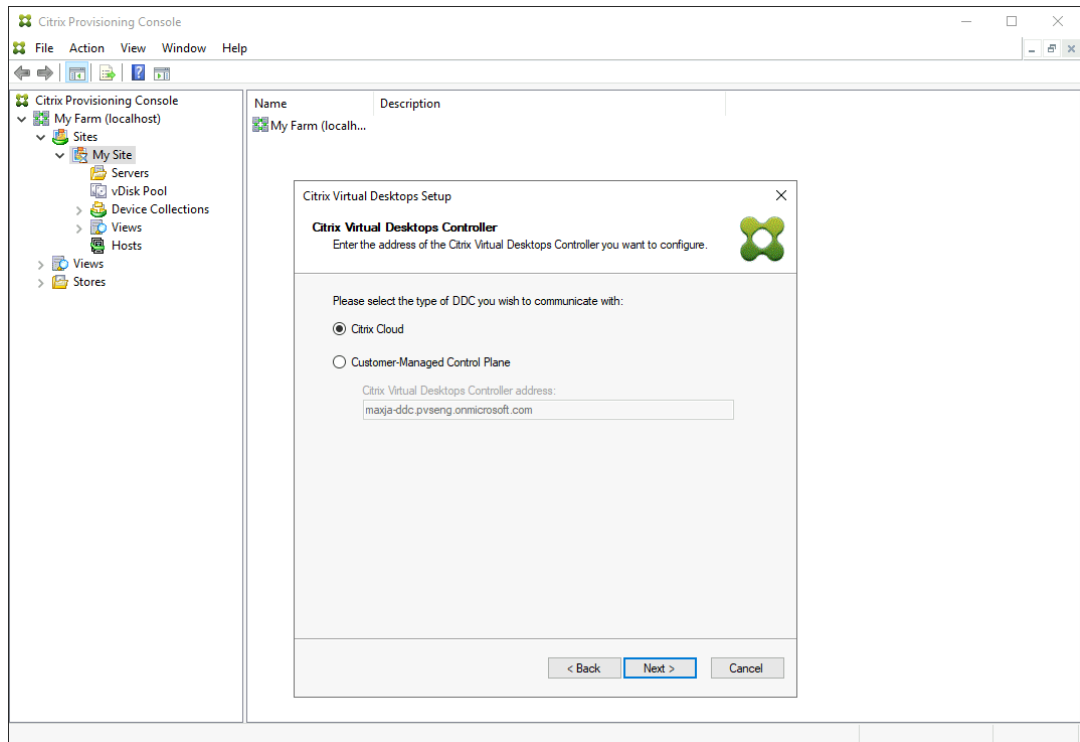 Citrix Provisioning Console
File Action View Window Help
Citrix Provisioning Console
My Farm (localhost)
Sites
My Site
Servers
vDisk Pool
Device Collections
Views
Hosts
Views
Stores
Name Description
My Farm (localh...
Citrix Virtual Desktops Setup
Citrix Virtual Desktops Controller
Enter the address of the Citrix Virtual Desktops Controller you want to configure.
Please select the type of DDC you wish to communicate with:
Citrix Cloud
Customer-Managed Control Plane
Citrix Virtual Desktops Controller address:
maxja-ddc.pvseng.onmicrosoft.com
< Back Next > Cancel